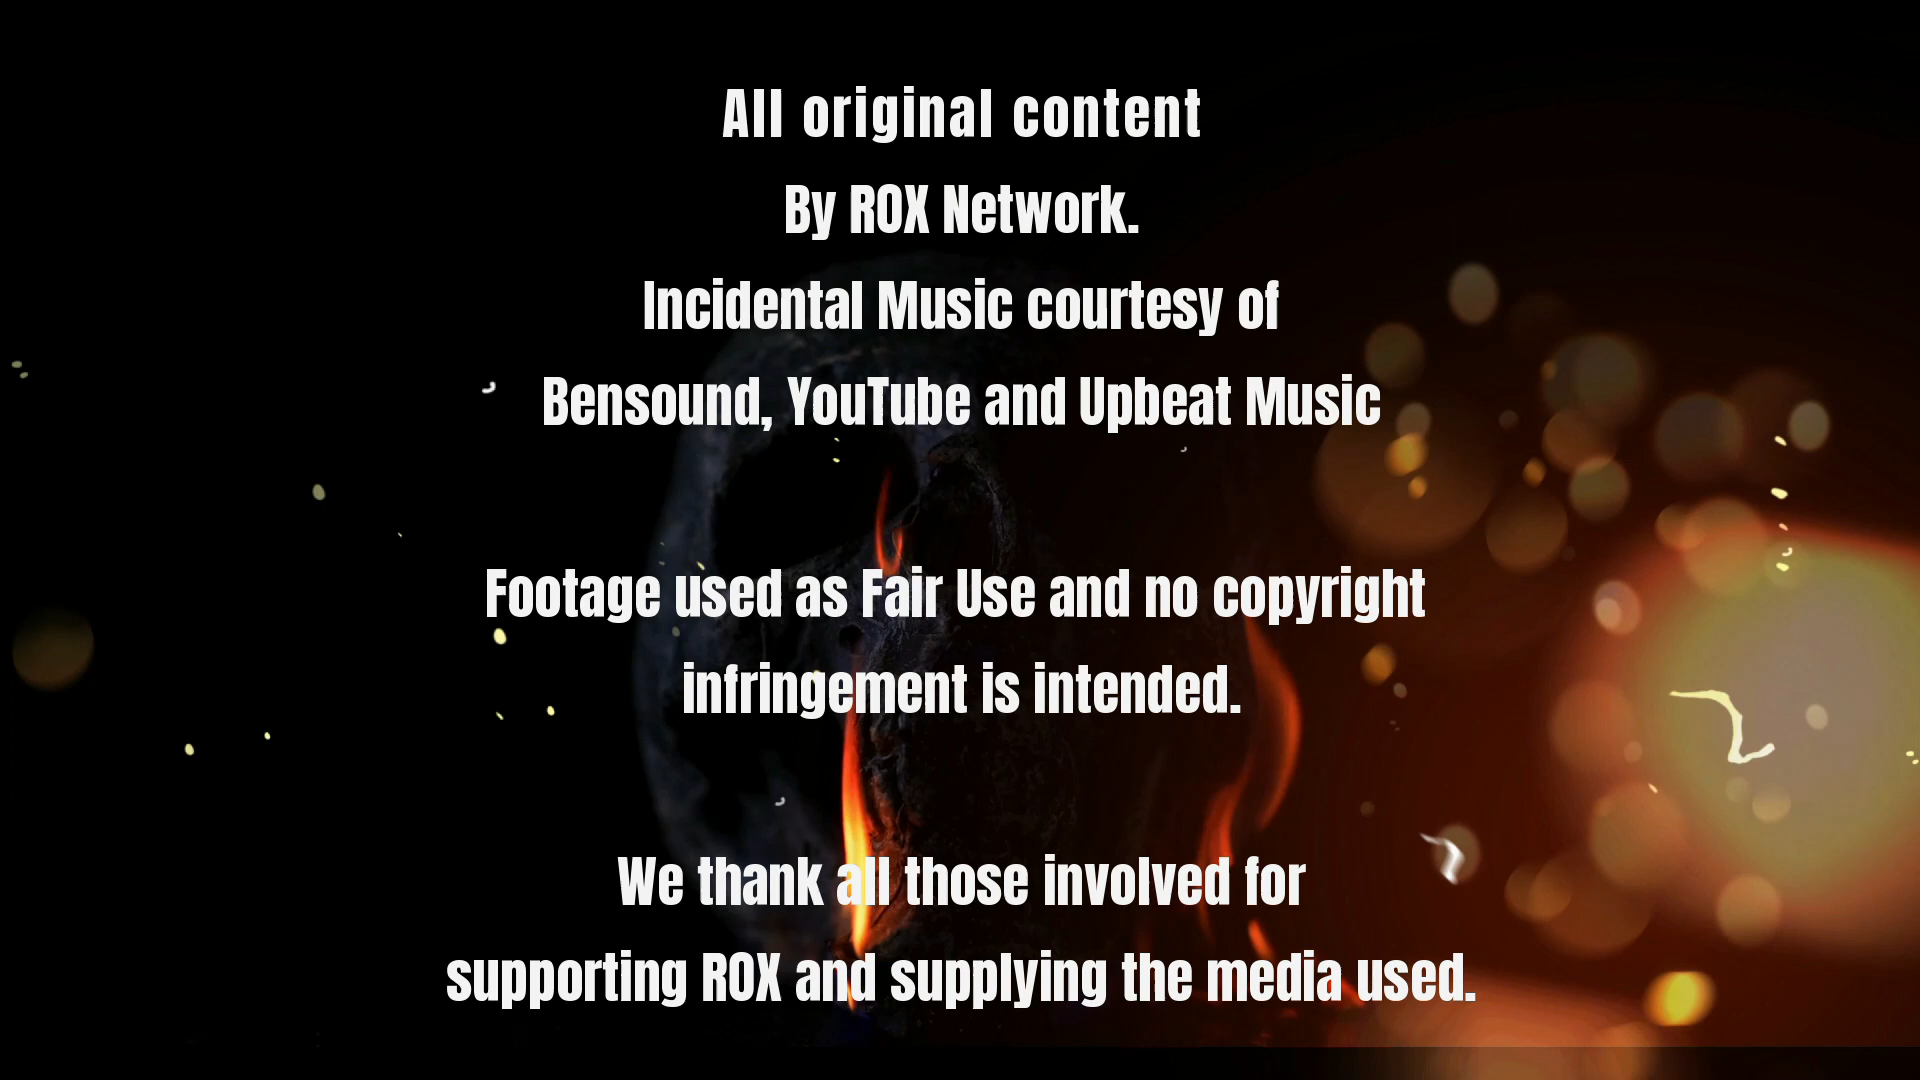 All original content
By ROX Network.
Incidental Music courtesy of
Bensound, YouTube and Upbeat Music
Footage used as Fair Use and no copyright
infringement is intended.
We thank all those involved for
supporting ROX and supplying the media used.